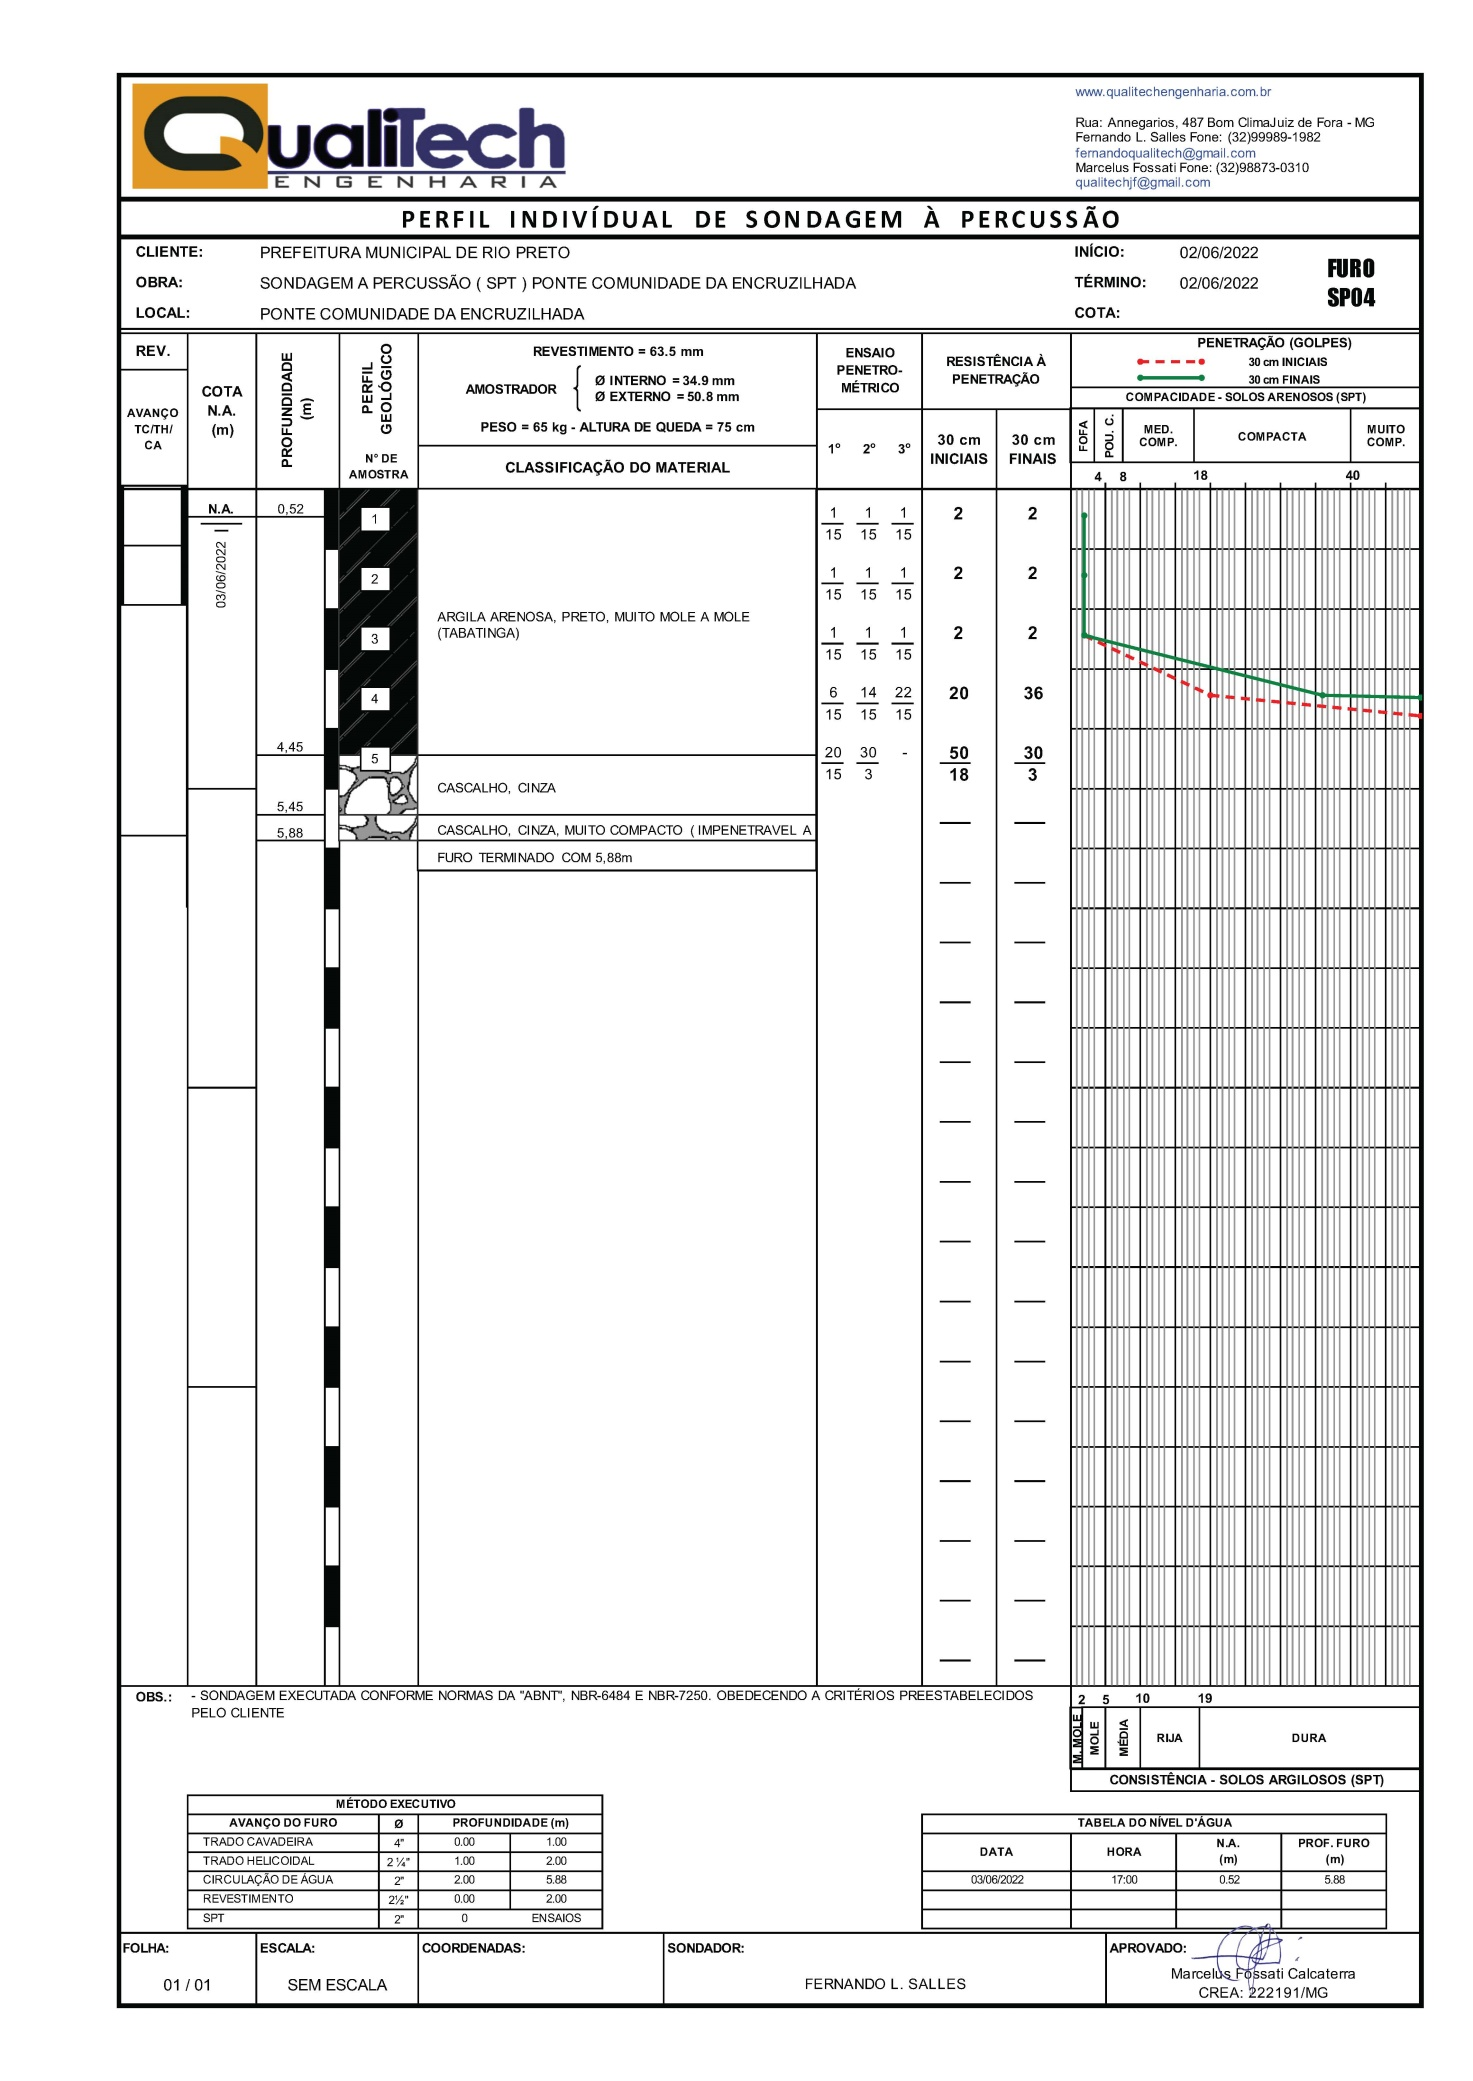 QualiTech
ENGENHARIA
www.qualitechengenharia.com.br
Rua: Annegarios, 487 Bom ClimaJuiz de Fora - MG
Fernando L. Salles Fone: (32)99989-1982
fernandoqualitech@gmail.com
Marcelus Fossati Fone: (32)98873-0310
qualitechjf@gmail.com
PERFIL INDIVÍDUAL DE SONDAGEM À PERCUSSÃO
CLIENTE: PREFEITURA MUNICIPAL DE RIO PRETO INÍCIO: 02/06/2022
OBRA: SONDAGEM A PERCUSSÃO ( SPT ) PONTE COMUNIDADE DA ENCRUZILHADA TÉRMINO: 02/06/2022
LOCAL: PONTE COMUNIDADE DA ENCRUZILHADA COTA:
FURO
SP04
REV.
AVANÇO
TC/TH/
CA
COTA
N.A.
(m)
PROFUNDIDADE
(m)
PERFIL
GEOLÓGICO
N° DE
AMOSTRA
REVESTIMENTO = 63.5 mm
AMOSTRADOR
Ø INTERNO = 34.9 mm
Ø EXTERNO = 50.8 mm
PESO = 65 kg - ALTURA DE QUEDA = 75 cm
CLASSIFICAÇÃO DO MATERIAL
ENSAIO
PENETRO-
MÉTRICO
1º 2º 3º
RESISTÊNCIA À
PENETRAÇÃO
30 cm
INICIAIS
30 cm
FINAIS
PENETRAÇÃO (GOLPES)
30 cm INICIAIS
30 cm FINAIS
COMPACIDADE - SOLOS ARENOSOS (SPT)
FOFA
POU. C.
MED.
COMP.
COMPACTA
MUITO
COMP.
4 8 18 40
N.A. 0,52
03/06/2022
1
1 1 1 2 2
15 15 15
2
1 1 1 2 2
15 15 15
ARGILA ARENOSA, PRETO, MUITO MOLE A MOLE
(TABATINGA)
3
1 1 1 2 2
15 15 15
4
6 14 22 20 36
15 15 15
4,45
5
20 30 - 50 30
15 3 18 3
CASCALHO, CINZA
5,45
5,88
CASCALHO, CINZA, MUITO COMPACTO ( IMPENETRAVEL A
FURO TERMINADO COM 5,88m
OBS.: - SONDAGEM EXECUTADA CONFORME NORMAS DA "ABNT", NBR-6484 E NBR-7250. OBEDECENDO A CRITÉRIOS PREESTABELECIDOS
PELO CLIENTE
2 5 10 19
M. MOLE
MOLE
MÉDIA
RIJA
DURA
CONSISTÊNCIA - SOLOS ARGILOSOS (SPT)
MÉTODO EXECUTIVO
AVANÇO DO FURO Ø PROFUNDIDADE (m)
TRADO CAVADEIRA 4" 0.00 1.00
TRADO HELICOIDAL 2 ¼" 1.00 2.00
CIRCULAÇÃO DE ÁGUA 2" 2.00 5.88
REVESTIMENTO 2½" 0.00 2.00
SPT 2" 0 ENSAIOS
TABELA DO NÍVEL D'ÁGUA
DATA HORA N.A. (m) PROF. FURO (m)
03/06/2022 17:00 0.52 5.88
FOLHA: ESCALA: COORDENADAS: SONDADOR: APROVADO:
01 / 01 SEM ESCALA FERNANDO L. SALLES Marcelus Fossati Calcaterra
CREA: 222191/MG